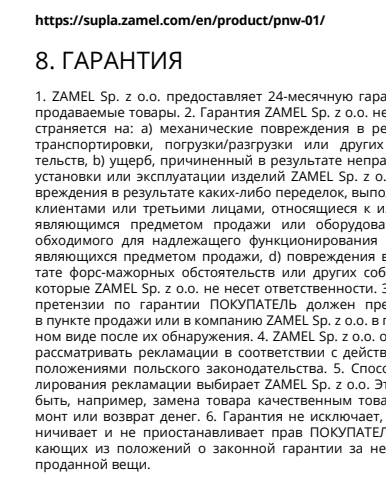 https://supla.zamel.com/en/product/pnw-01/
8. ГАРАНТИЯ
1. ZAMEL Sp. z o.o. предоставляет 24-месячную гара
продаваемые товары. 2. Гарантия ZAMEL Sp. z o.o. не
страняется на: a) механические повреждения в ре
транспортировки, погрузки/разгрузки или других
тельств, b) ущерб, причиненный в результате непра
установки или эксплуатации изделий ZAMEL Sp. z o.
вреждения в результате каких-либо переделок, выпо
клиентами или третьими лицами, относящиеся к и
являющимся предметом продажи или оборудова
обходимого для надлежащего функционирования
являющихся предметом продажи, d) повреждения в
тате форс-мажорных обстоятельств или других соб
которые ZAMEL Sp. z o.o. не несет ответственности. 3
претензии по гарантии ПОКУПАТЕЛЬ должен пре
в пункте продажи или в компанию ZAMEL Sp. z o.o. в п
ном виде после их обнаружения. 4. ZAMEL Sp. z o.o. о
рассматривать рекламации в соответствии с действ
положениями польского законодательства. 5. Спосо
лирования рекламации выбирает ZAMEL Sp. z o.o. Эт
быть, например, замена товара качественным това
монт или возврат денег. 6. Гарантия не исключает,
ничивает и не приостанавливает прав ПОКУПАТЕЛ
кающих из положений о законной гарантии за не
проданной вещи.